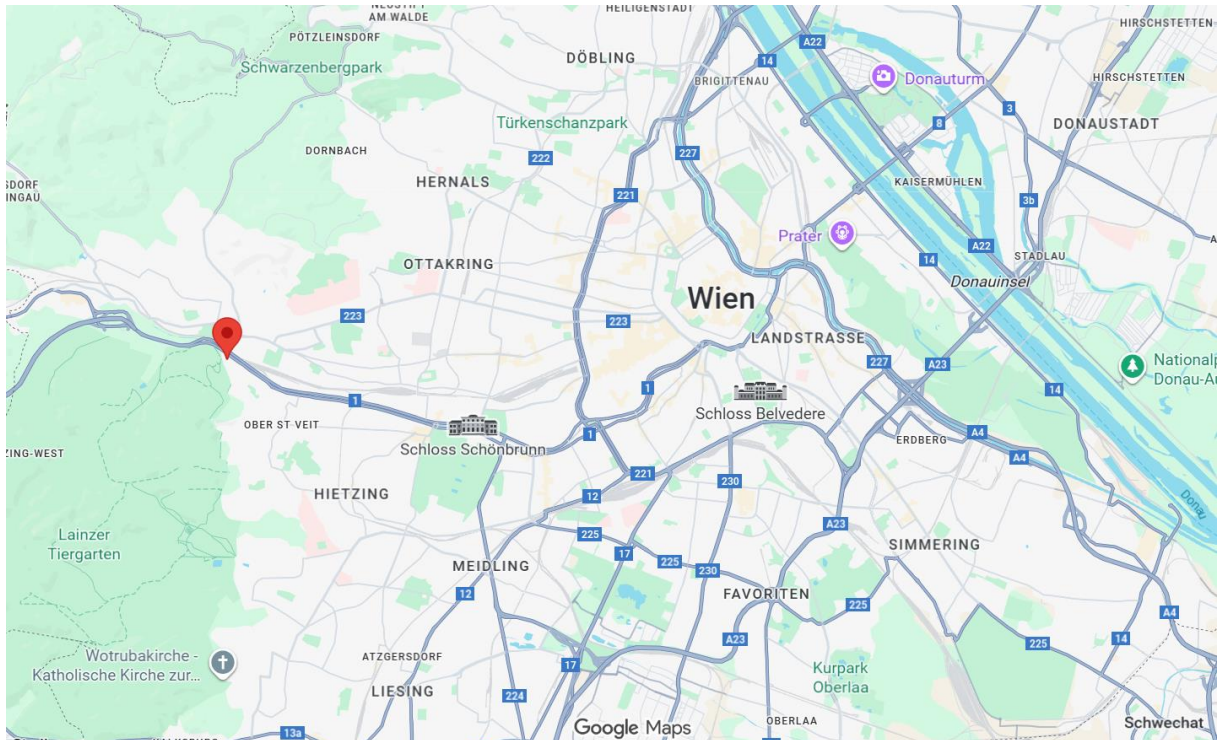 NEUSTIFT
AM WALDE
HEILIGENSTADT
HIRSCHSTETTEN
PÖTZLEINSDORF
A22
DÖBLING
14
Schwarzenbergpark
BRIGITTENAU
Donauturm
HIRSCHSTETTEN
3
Türkenschanzpark
8
DONAUSTADT
DORNBACH
222
227
HERNALS
KAISERMÜHLEN
SDORF
INGAU
221
3b
Prater
A22
A
OTTAKRING
14
STADLAU
Donauinsel
Wien
223
223
LANDSTRASSE
227
A23
Nationalp
Donau-Au
1
1
14
Schloss Belvedere
OBER ST VEIT
1
A4
ERDBERG
Schloss Schönbrunn
ZING-WEST
A4
221
230
HIETZING
12
Donau
A23
Lainzer
Tiergarten
225
17
225
SIMMERING
MEIDLING
230
12
FAVORITEN
225
A4
A23
14
225
Wotrubakirche -
Katholische Kirche zur...
ATZGERSDORF
17
Kurpark
Oberlaa
LIESING
224
Google Maps
OBERLAA
Schwechat
13a